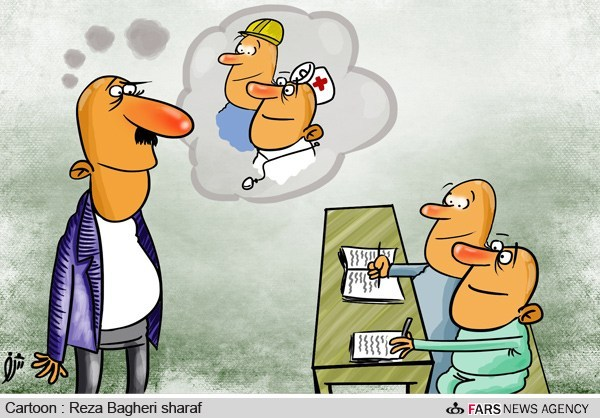 Cartoon : Reza Bagheri sharaf
FARS NEWS AGENCY